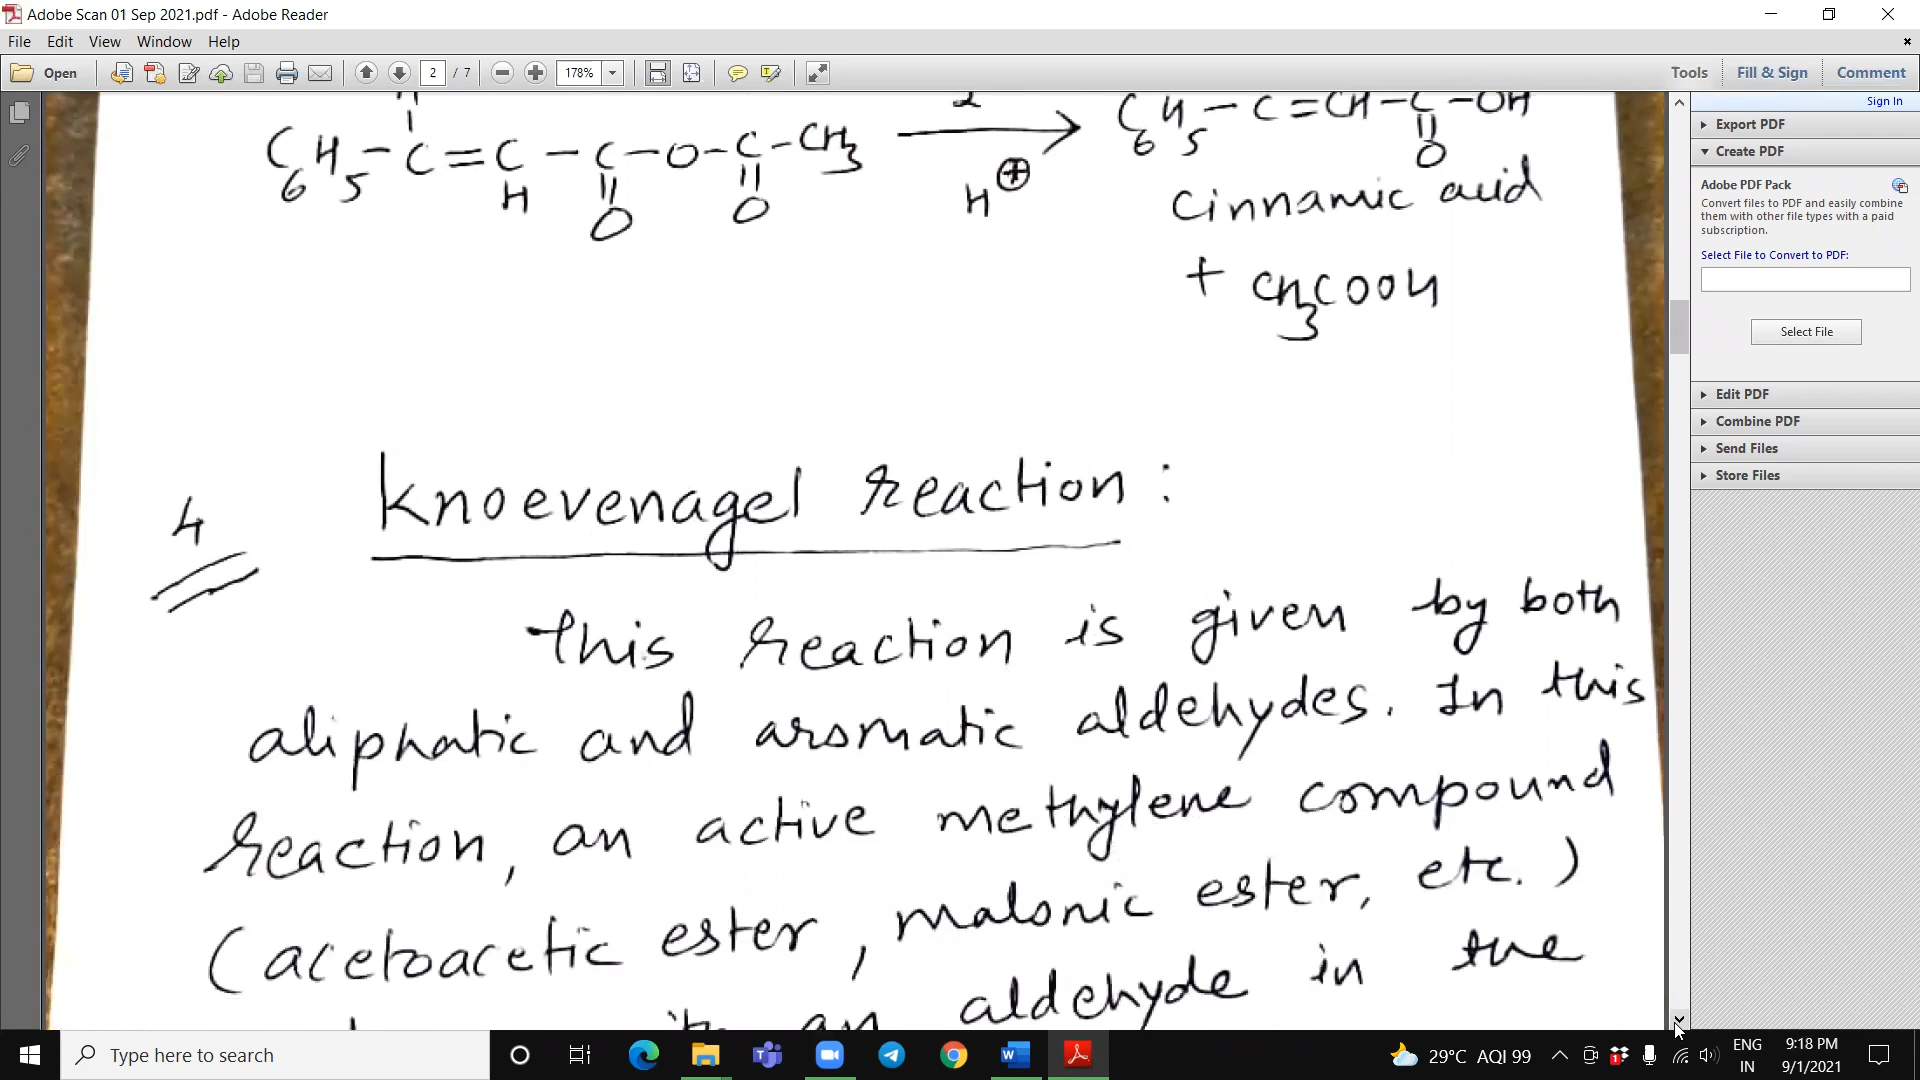 Adobe Scan 01 Sep 2021.pdf - Adobe Reader
File Edit View Window Help
Open 2 / 7 178% Tools Fill & Sign Comment
Sign In
Export PDF
Create PDF
Adobe PDF Pack
Convert files to PDF and easily combine
them with other file types with a paid
subscription.
Select File to Convert to PDF:
Select File
Edit PDF
Combine PDF
Send Files
Store Files
C6H5-C=C-C-O-C-CH3 → C6H5-C=CH-C-OH
H O O H⊕ O
cinnamic acid
+ CH3COOH
4 Knoevenagel reaction:
This reaction is given by both
aliphatic and aromatic aldehydes. In this
reaction, an active methylene compound
(acetoacetic ester, malonic ester, etc.)
an aldehyde in the
Type here to search
29°C AQI 99
ENG
IN
9:18 PM
9/1/2021